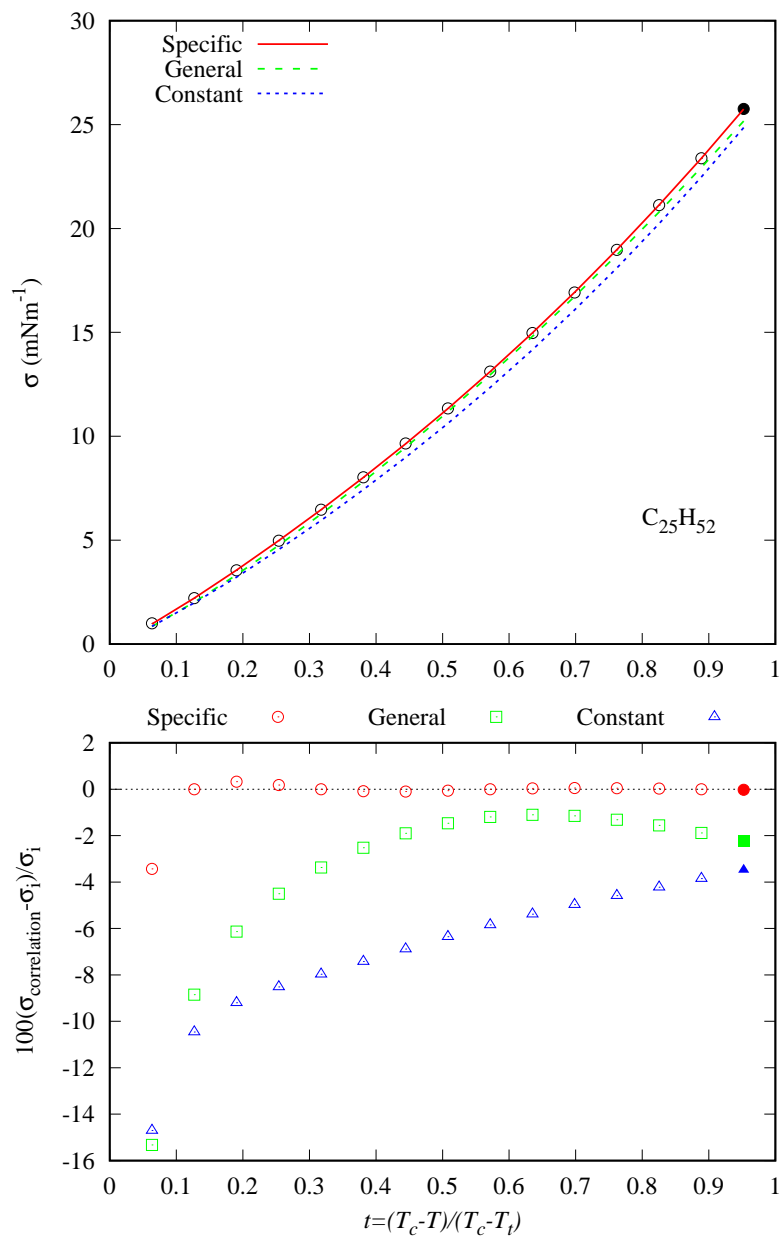 30
25
20
15
10
5
0
σ (mNm⁻¹)
Specific
General
Constant
C₂₅H₅₂
0 0.1 0.2 0.3 0.4 0.5 0.6 0.7 0.8 0.9 1
Specific General Constant
2
0
-2
-4
-6
-8
-10
-12
-14
-16
100(σcorrelation-σi)/σi
0 0.1 0.2 0.3 0.4 0.5 0.6 0.7 0.8 0.9 1
t=(Tc-T)/(Tc-Tt)